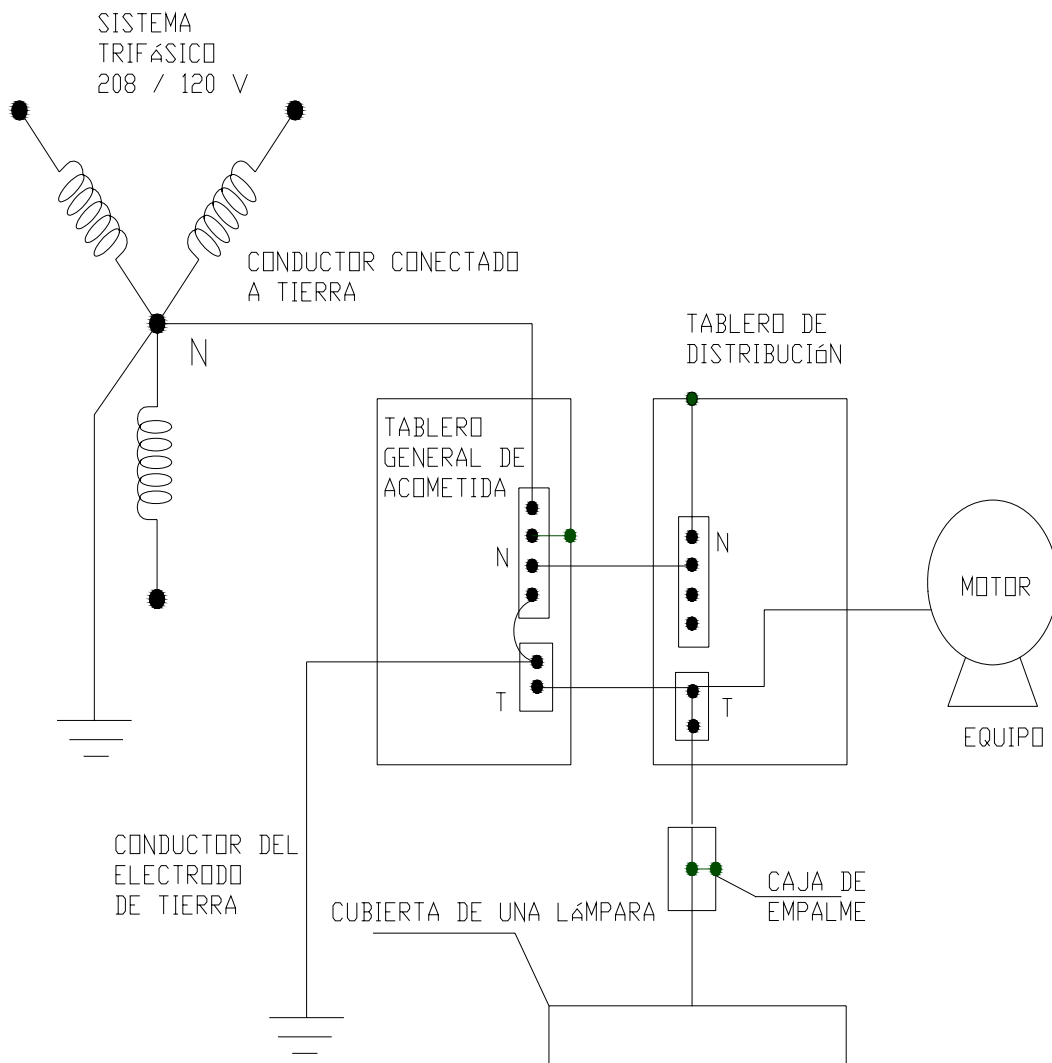 SISTEMA
TRIFáSICO
208 / 120 V
CONDUCTOR CONECTADO
A TIERRA
N
TABLERO DE
DISTRIBUCIóN
TABLERO
GENERAL DE
ACOMETIDA
N
N
MOTOR
T
T
EQUIPO
CONDUCTOR DEL
ELECTRODO
DE TIERRA
CAJA DE
EMPALME
CUBIERTA DE UNA LáMPARA